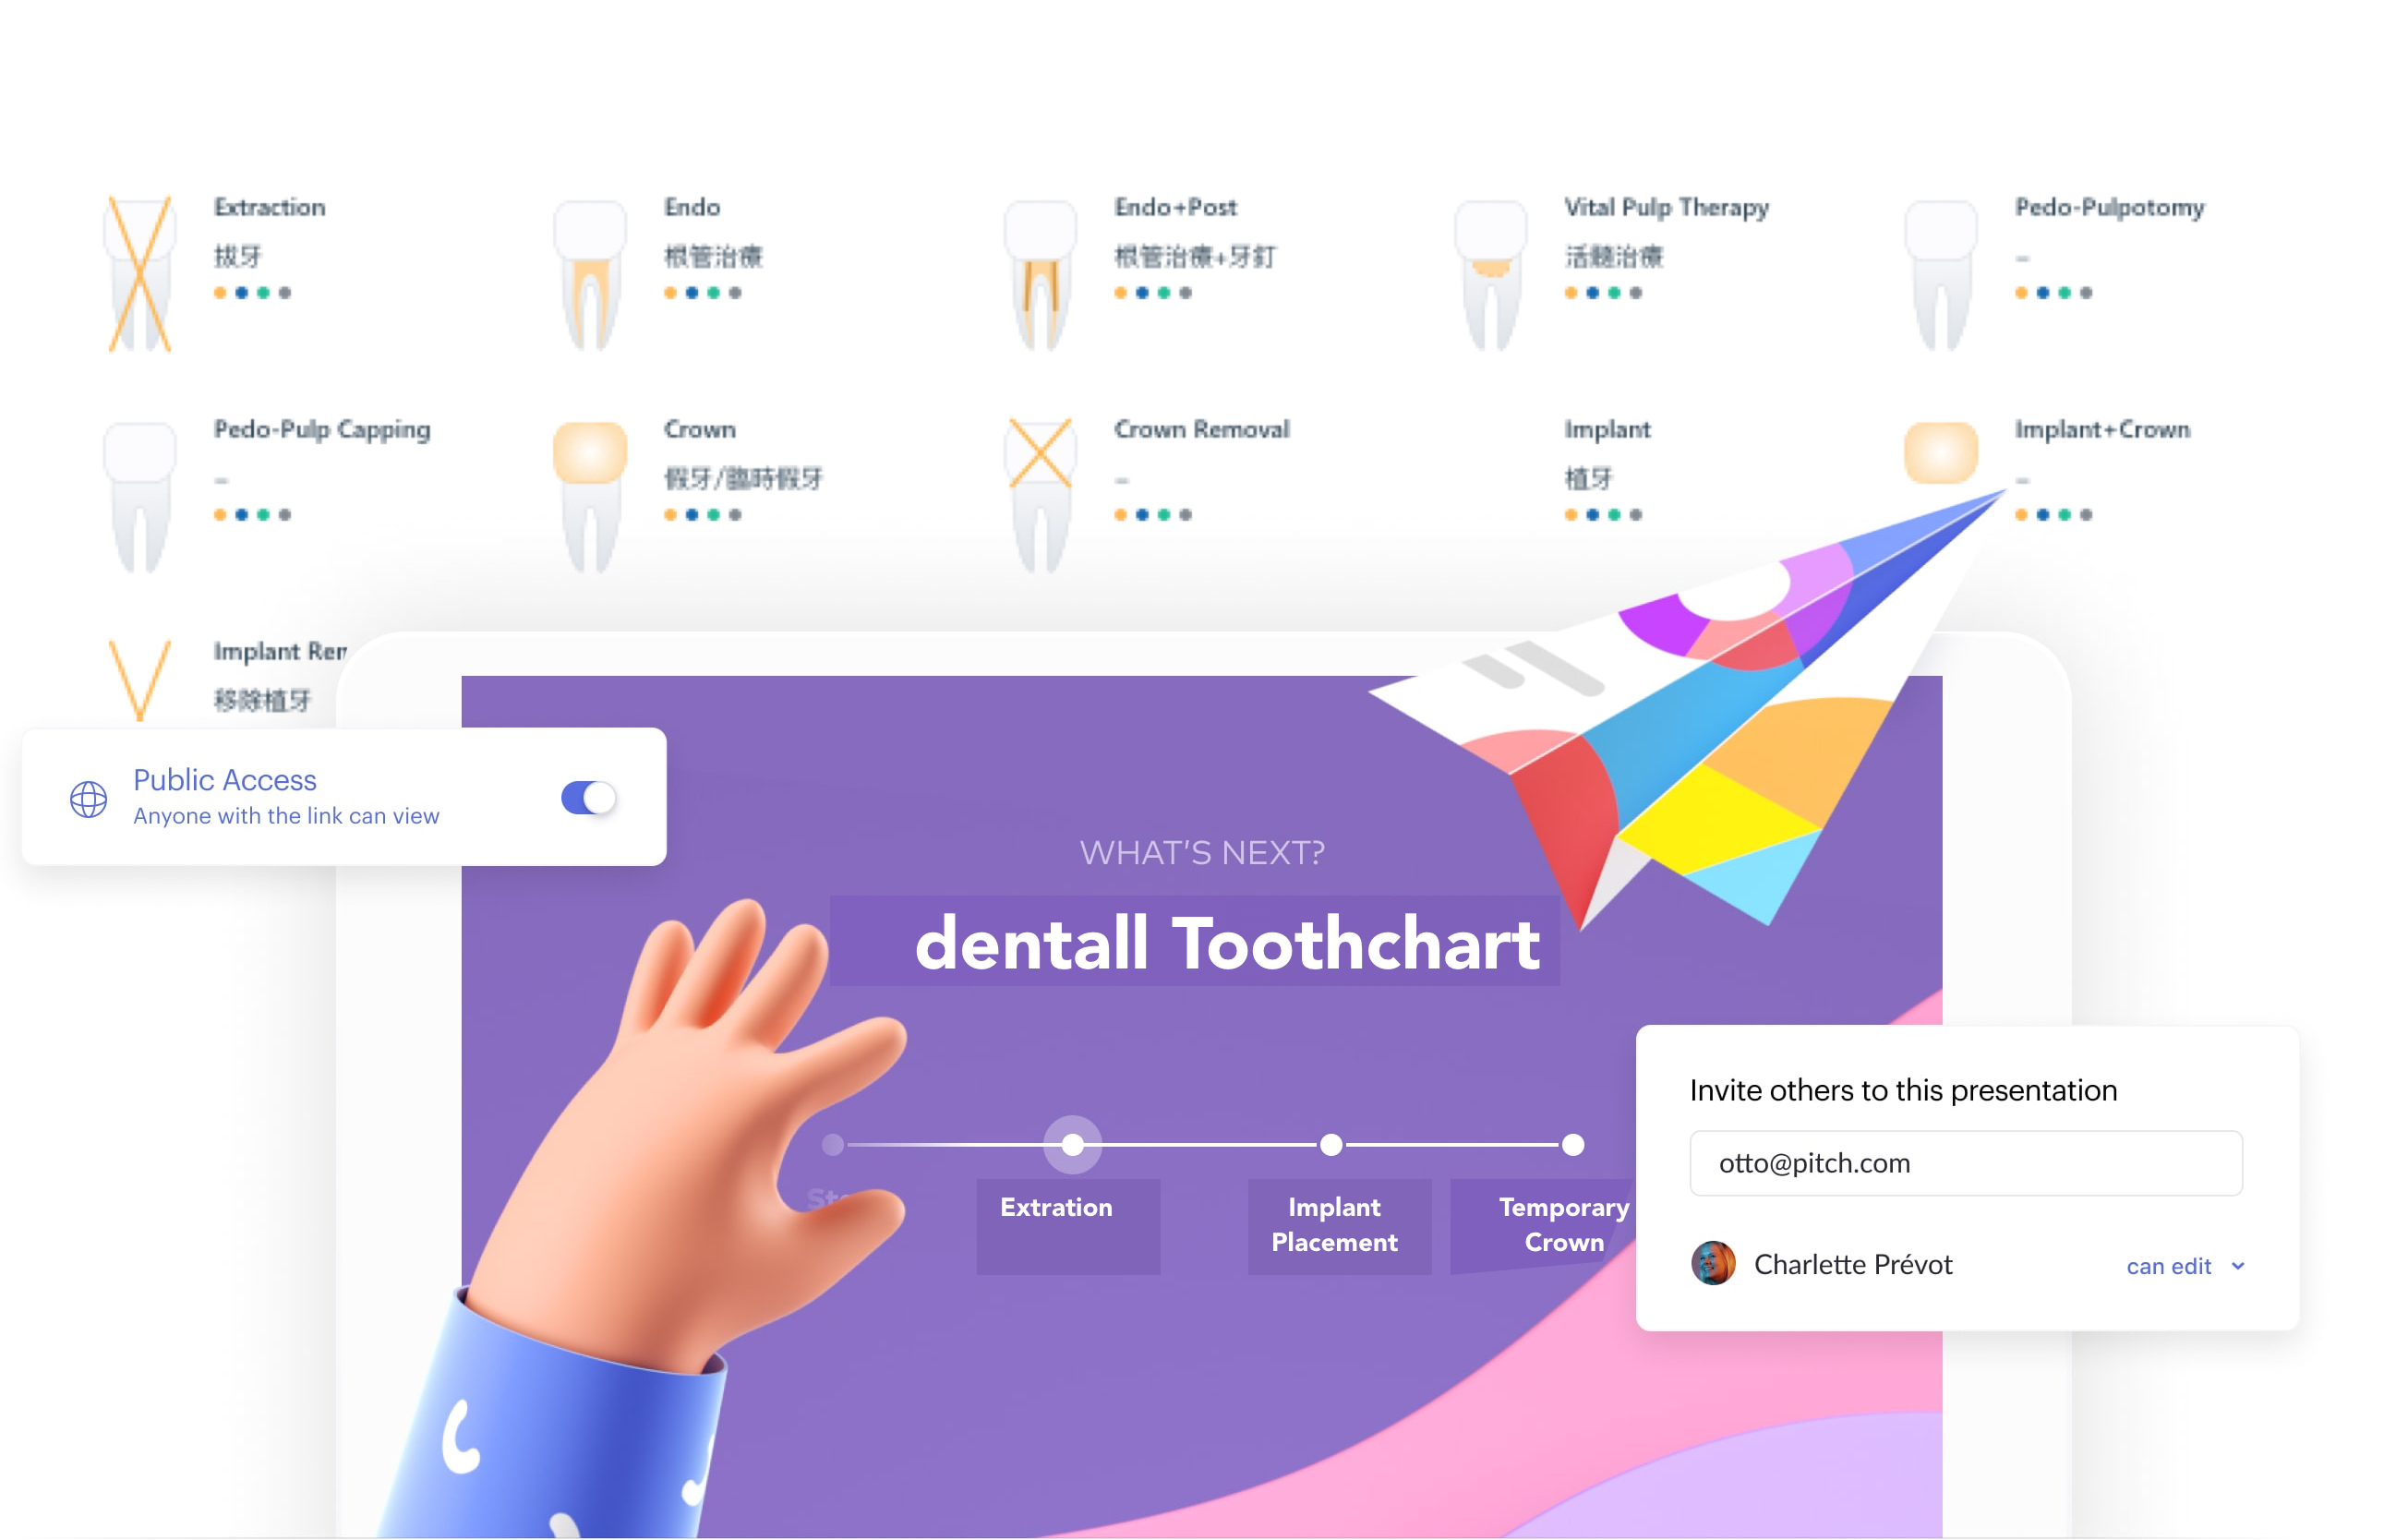 Extraction
拔牙
Endo
根管治療
Endo+Post
根管治療+牙釘
Vital Pulp Therapy
活髓治療
Pedo-Pulpotomy
–
Pedo-Pulp Capping
–
Crown
假牙/臨時假牙
Crown Removal
–
Implant
植牙
Implant+Crown
–
Implant Rem
移除植牙
Public Access
Anyone with the link can view
WHAT'S NEXT?
dentall Toothchart
Extration
Implant
Placement
Temporary
Crown
Invite others to this presentation
otto@pitch.com
Charlette Prévot
can edit